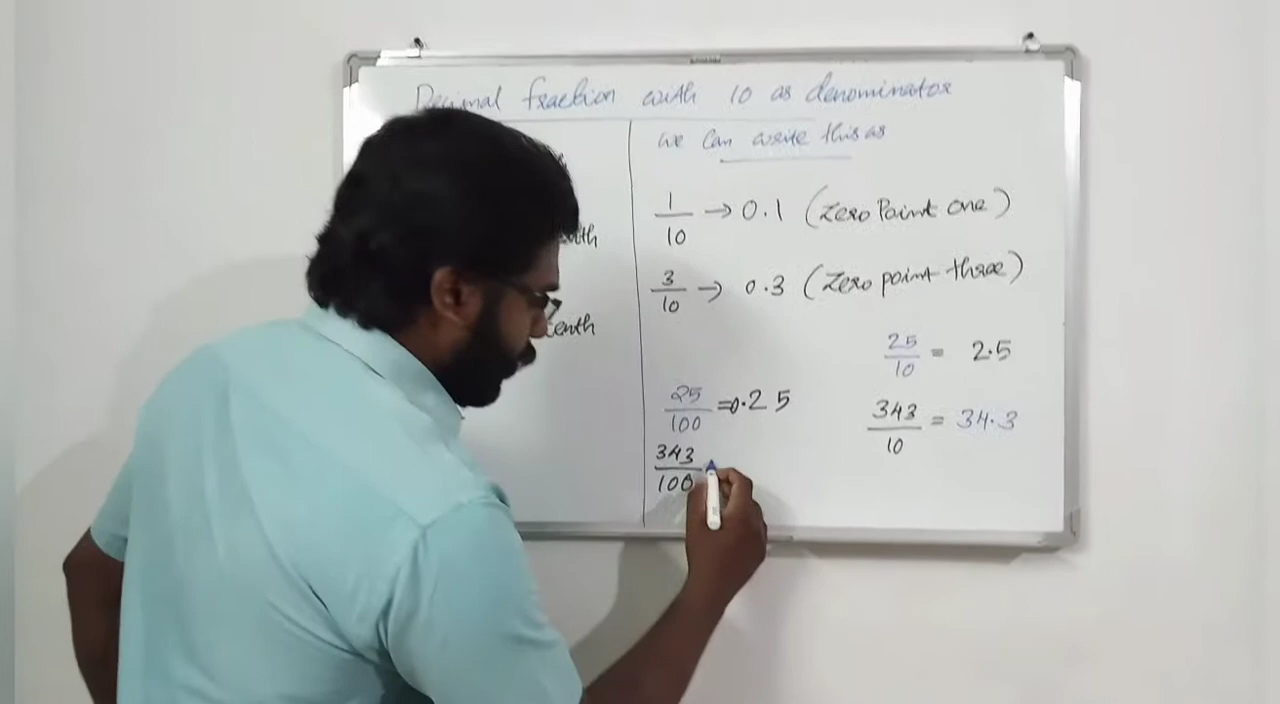 Decimal fraction with 10 as denominator
we can write this as
1/10 → 0.1 (Zero Point one)
3/10 → 0.3 (Zero point three)
25/10 = 2.5
25/100 = 0.25
343/10 = 34.3
343/100